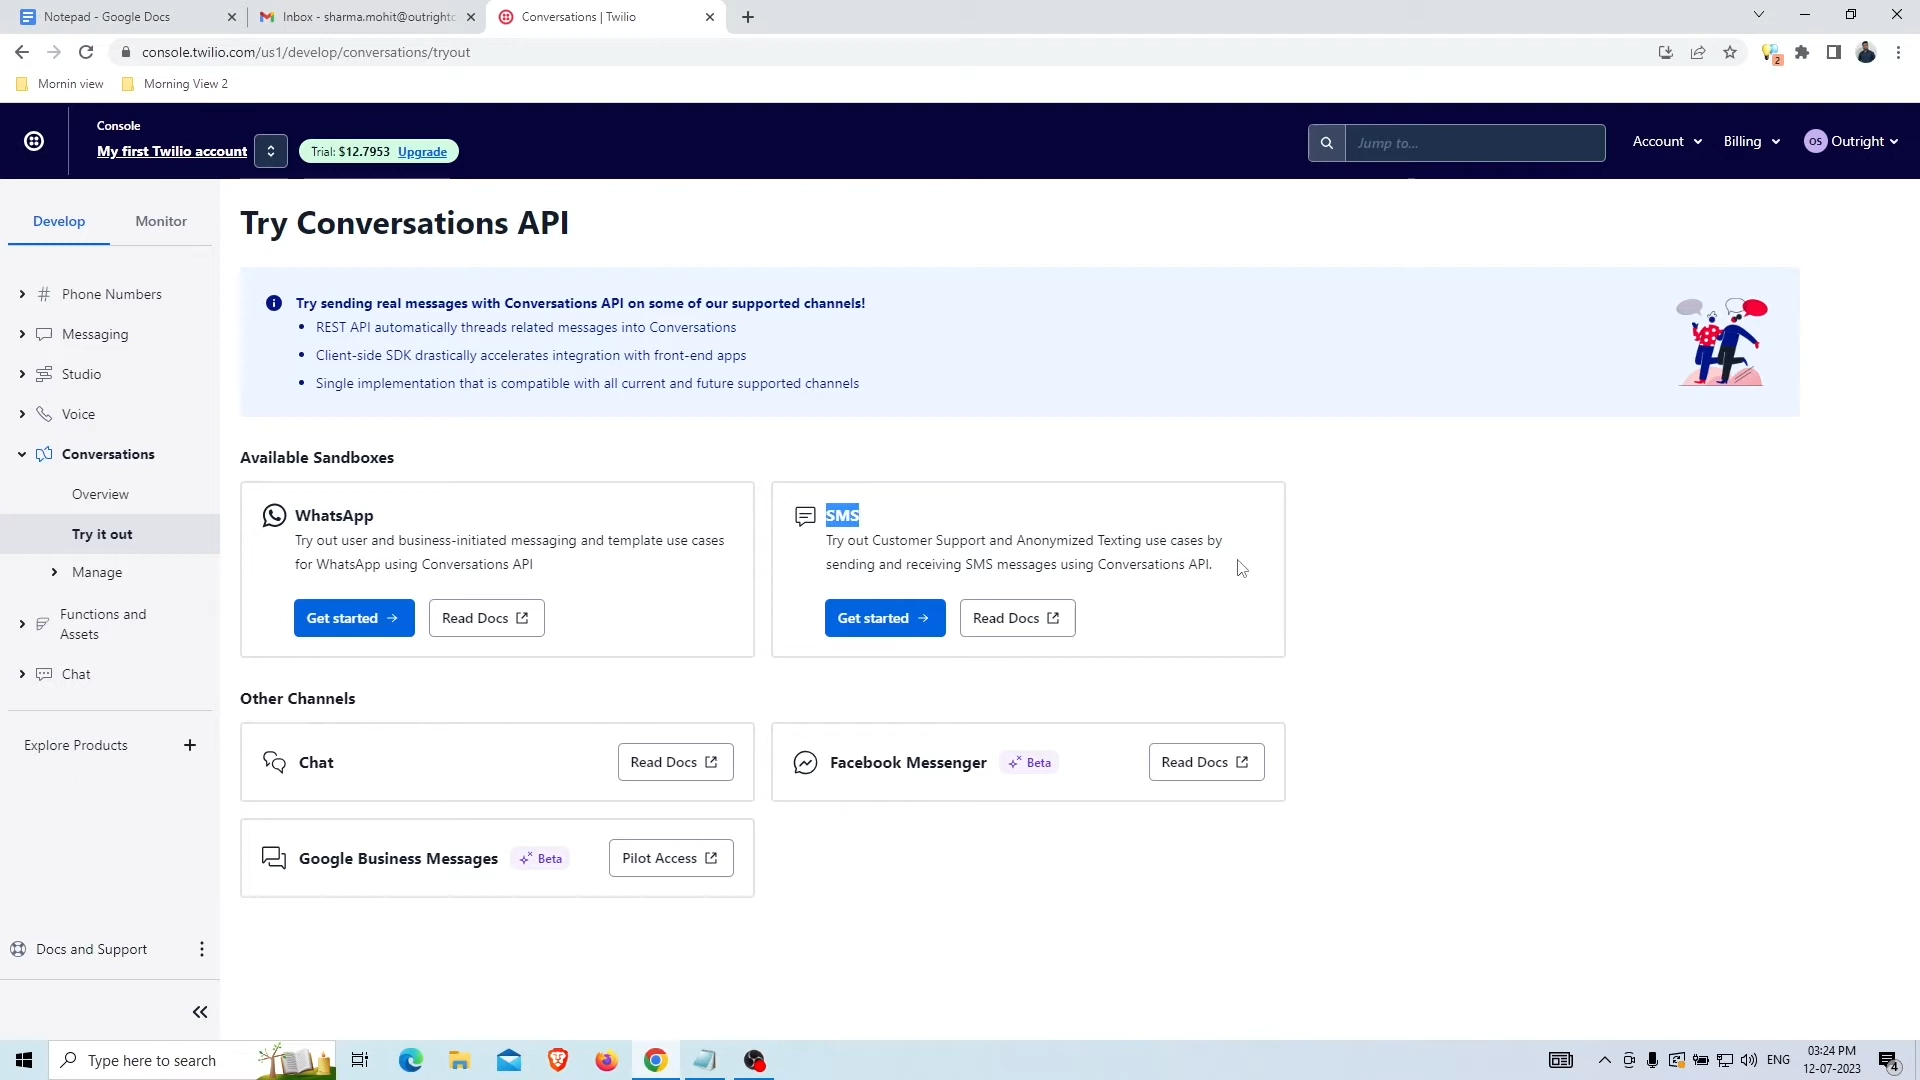 Notepad - Google Docs
Inbox - sharma.mohit@outrightc
Conversations | Twilio
console.twilio.com/us1/develop/conversations/tryout
2
Mornin view
Morning View 2
Console
My first Twilio account
Trial: $12.7953 Upgrade
Jump to...
Account
Billing
OS Outright
Develop
Monitor
Phone Numbers
Messaging
Studio
Voice
Conversations
Overview
Try it out
Manage
Functions and
Assets
Chat
Explore Products
Docs and Support
Try Conversations API
Try sending real messages with Conversations API on some of our supported channels!
• REST API automatically threads related messages into Conversations
• Client-side SDK drastically accelerates integration with front-end apps
• Single implementation that is compatible with all current and future supported channels
Available Sandboxes
WhatsApp
Try out user and business-initiated messaging and template use cases
for WhatsApp using Conversations API
Get started
Read Docs
SMS
Try out Customer Support and Anonymized Texting use cases by
sending and receiving SMS messages using Conversations API.
Get started
Read Docs
Other Channels
Chat
Read Docs
Facebook Messenger
Beta
Read Docs
Google Business Messages
Beta
Pilot Access
Type here to search
ENG
03:24 PM
12-07-2023
4